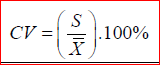 CV = (S / X̅).100%